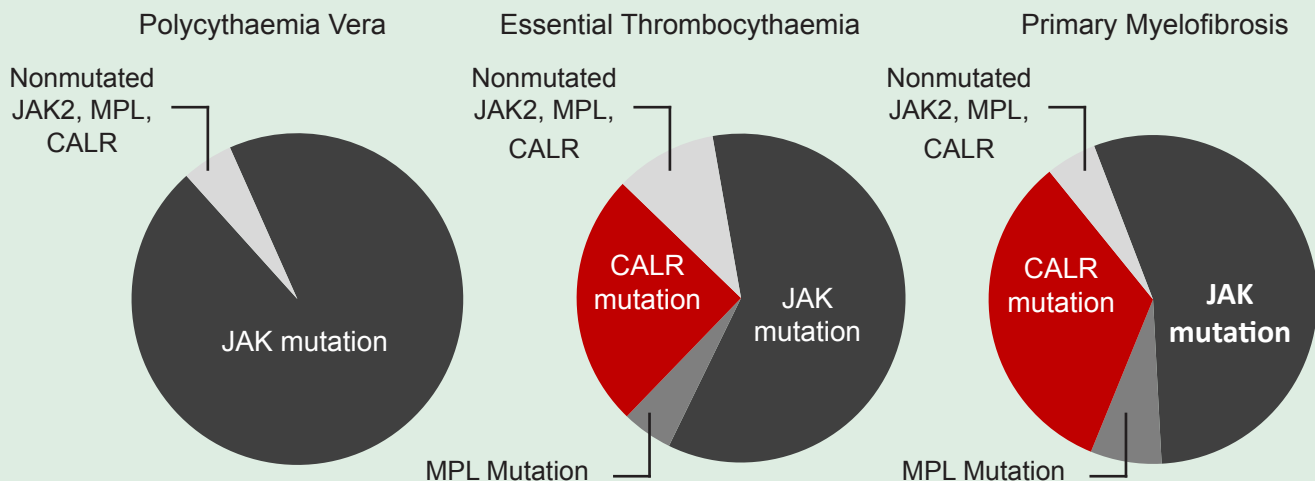 Polycythaemia Vera
Nonmutated
JAK2, MPL,
CALR
JAK mutation
Essential Thrombocythaemia
Nonmutated
JAK2, MPL,
CALR
CALR
mutation
JAK
mutation
MPL Mutation
Primary Myelofibrosis
Nonmutated
JAK2, MPL,
CALR
CALR
mutation
JAK
mutation
MPL Mutation